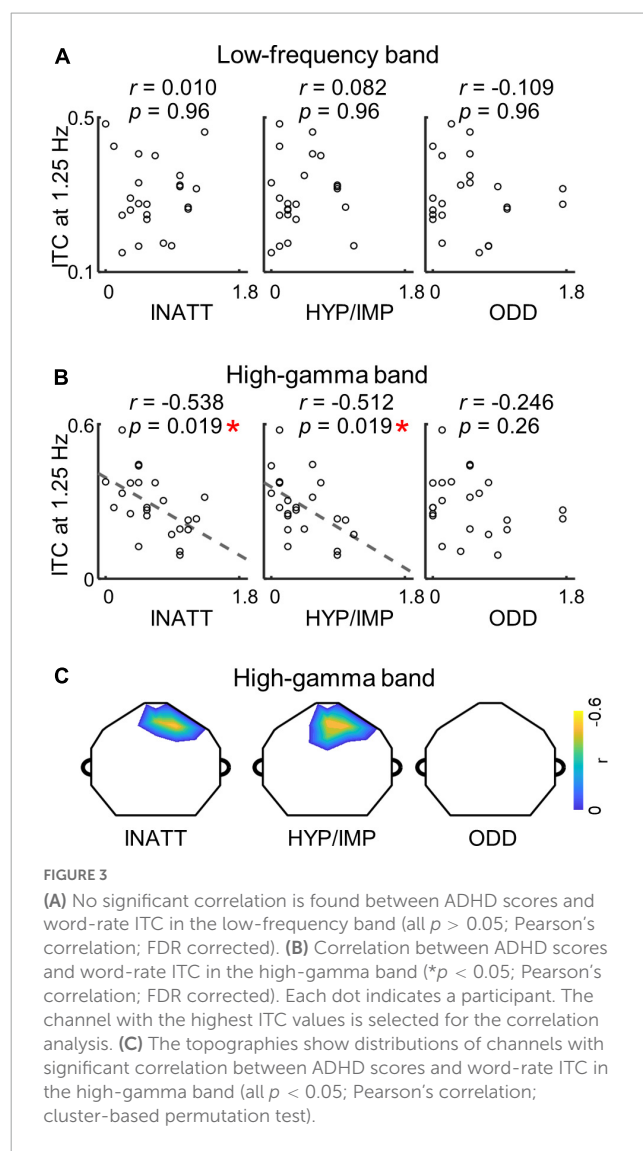 A
Low-frequency band
r = 0.010
p = 0.96
r = 0.082
p = 0.96
r = -0.109
p = 0.96
0.5
ITC at 1.25 Hz
0.1
0 1.8 0 1.8 0 1.8
INATT HYP/IMP ODD
B
High-gamma band
r = -0.538
p = 0.019 *
r = -0.512
p = 0.019 *
r = -0.246
p = 0.26
0.6
ITC at 1.25 Hz
0
0 1.8 0 1.8 0 1.8
INATT HYP/IMP ODD
C
High-gamma band
-0.6
r
0
INATT HYP/IMP ODD
FIGURE 3
(A) No significant correlation is found between ADHD scores and
word-rate ITC in the low-frequency band (all p > 0.05; Pearson's
correlation; FDR corrected). (B) Correlation between ADHD scores
and word-rate ITC in the high-gamma band (*p < 0.05; Pearson's
correlation; FDR corrected). Each dot indicates a participant. The
channel with the highest ITC values is selected for the correlation
analysis. (C) The topographies show distributions of channels with
significant correlation between ADHD scores and word-rate ITC in
the high-gamma band (all p < 0.05; Pearson's correlation;
cluster-based permutation test).